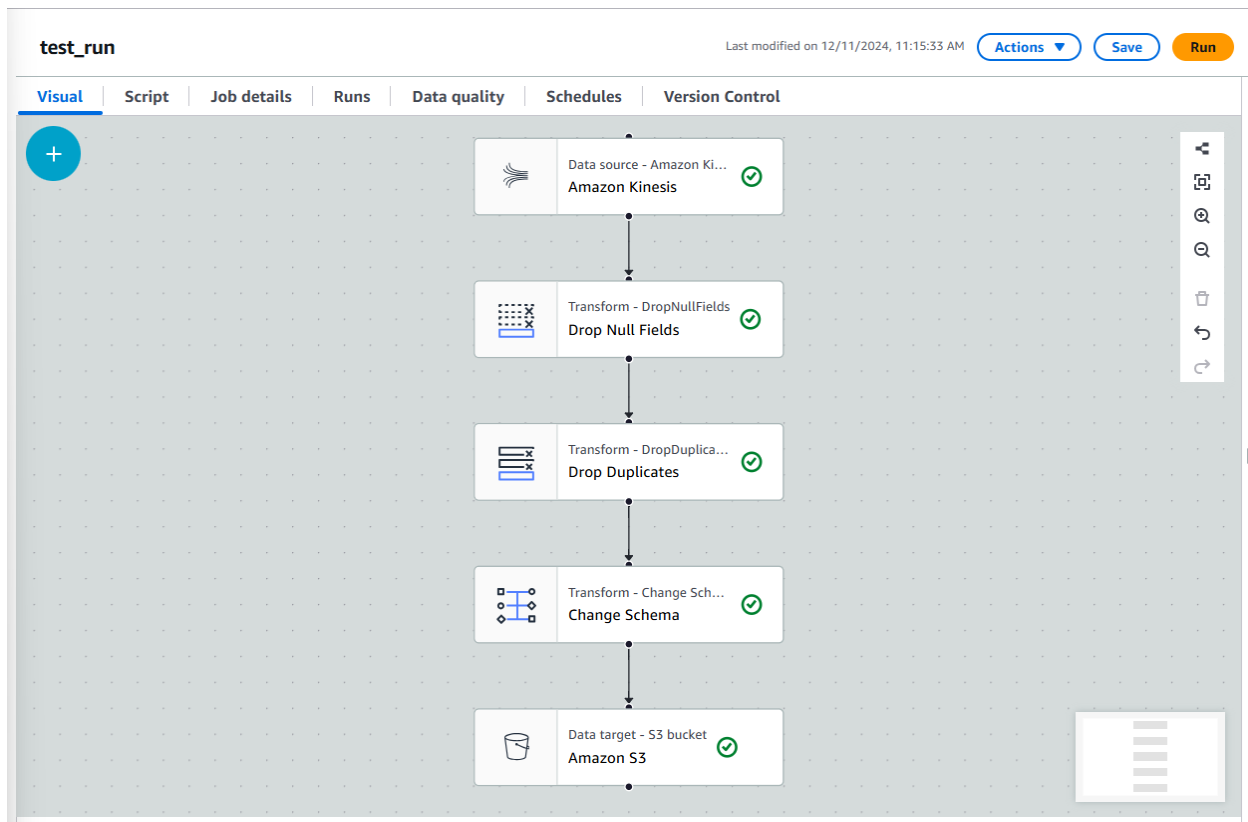 test_run
Last modified on 12/11/2024, 11:15:33 AM
Actions
Save
Run
Visual
Script
Job details
Runs
Data quality
Schedules
Version Control
Data source - Amazon Ki...
Amazon Kinesis
Transform - DropNullFields
Drop Null Fields
Transform - DropDuplica...
Drop Duplicates
Transform - Change Sch...
Change Schema
Data target - S3 bucket
Amazon S3